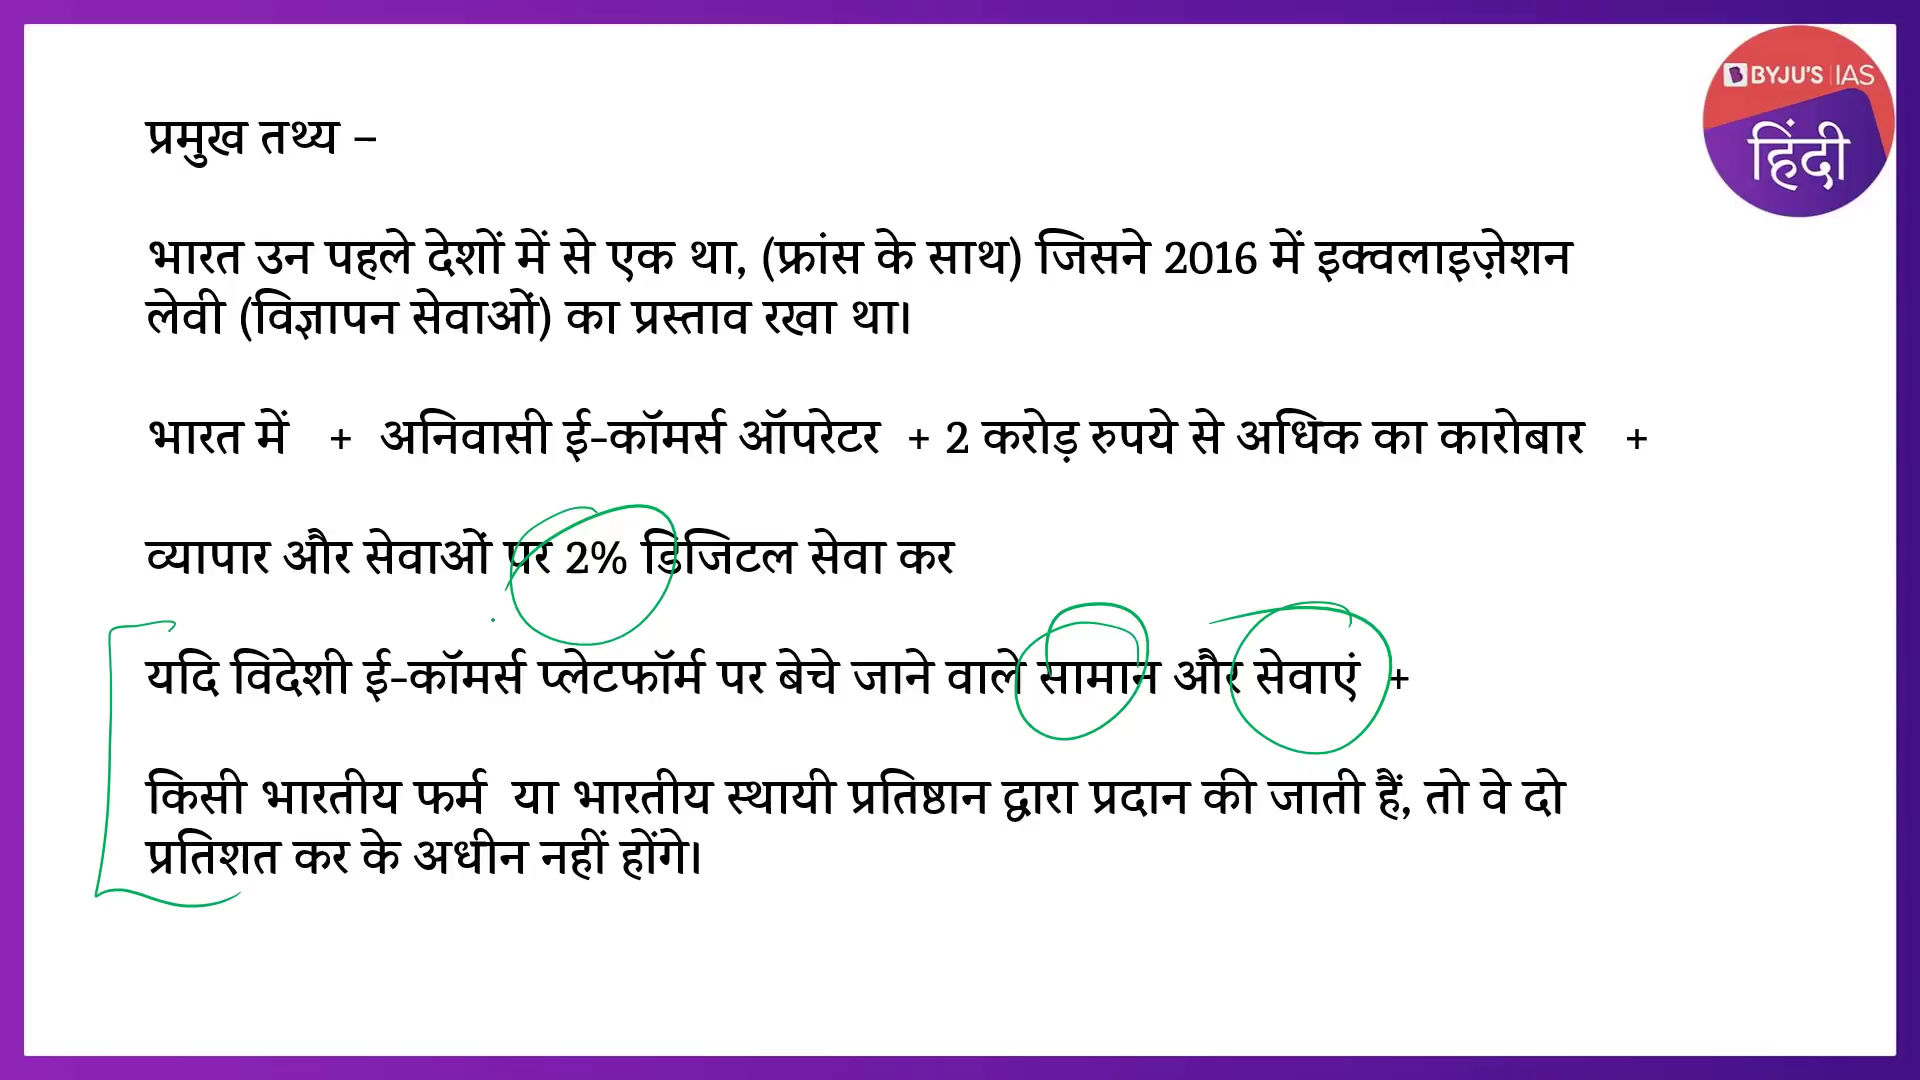 BYJU'S IAS
हिंदी
प्रमुख तथ्य –
भारत उन पहले देशों में से एक था, (फ्रांस के साथ) जिसने 2016 में इक्वलाइज़ेशन
लेवी (विज्ञापन सेवाओं) का प्रस्ताव रखा था।
भारत में + अनिवासी ई-कॉमर्स ऑपरेटर + 2 करोड़ रुपये से अधिक का कारोबार +
व्यापार और सेवाओं पर 2% डिजिटल सेवा कर
यदि विदेशी ई-कॉमर्स प्लेटफॉर्म पर बेचे जाने वाले सामान और सेवाएं +
किसी भारतीय फर्म या भारतीय स्थायी प्रतिष्ठान द्वारा प्रदान की जाती हैं, तो वे दो
प्रतिशत कर के अधीन नहीं होंगे।